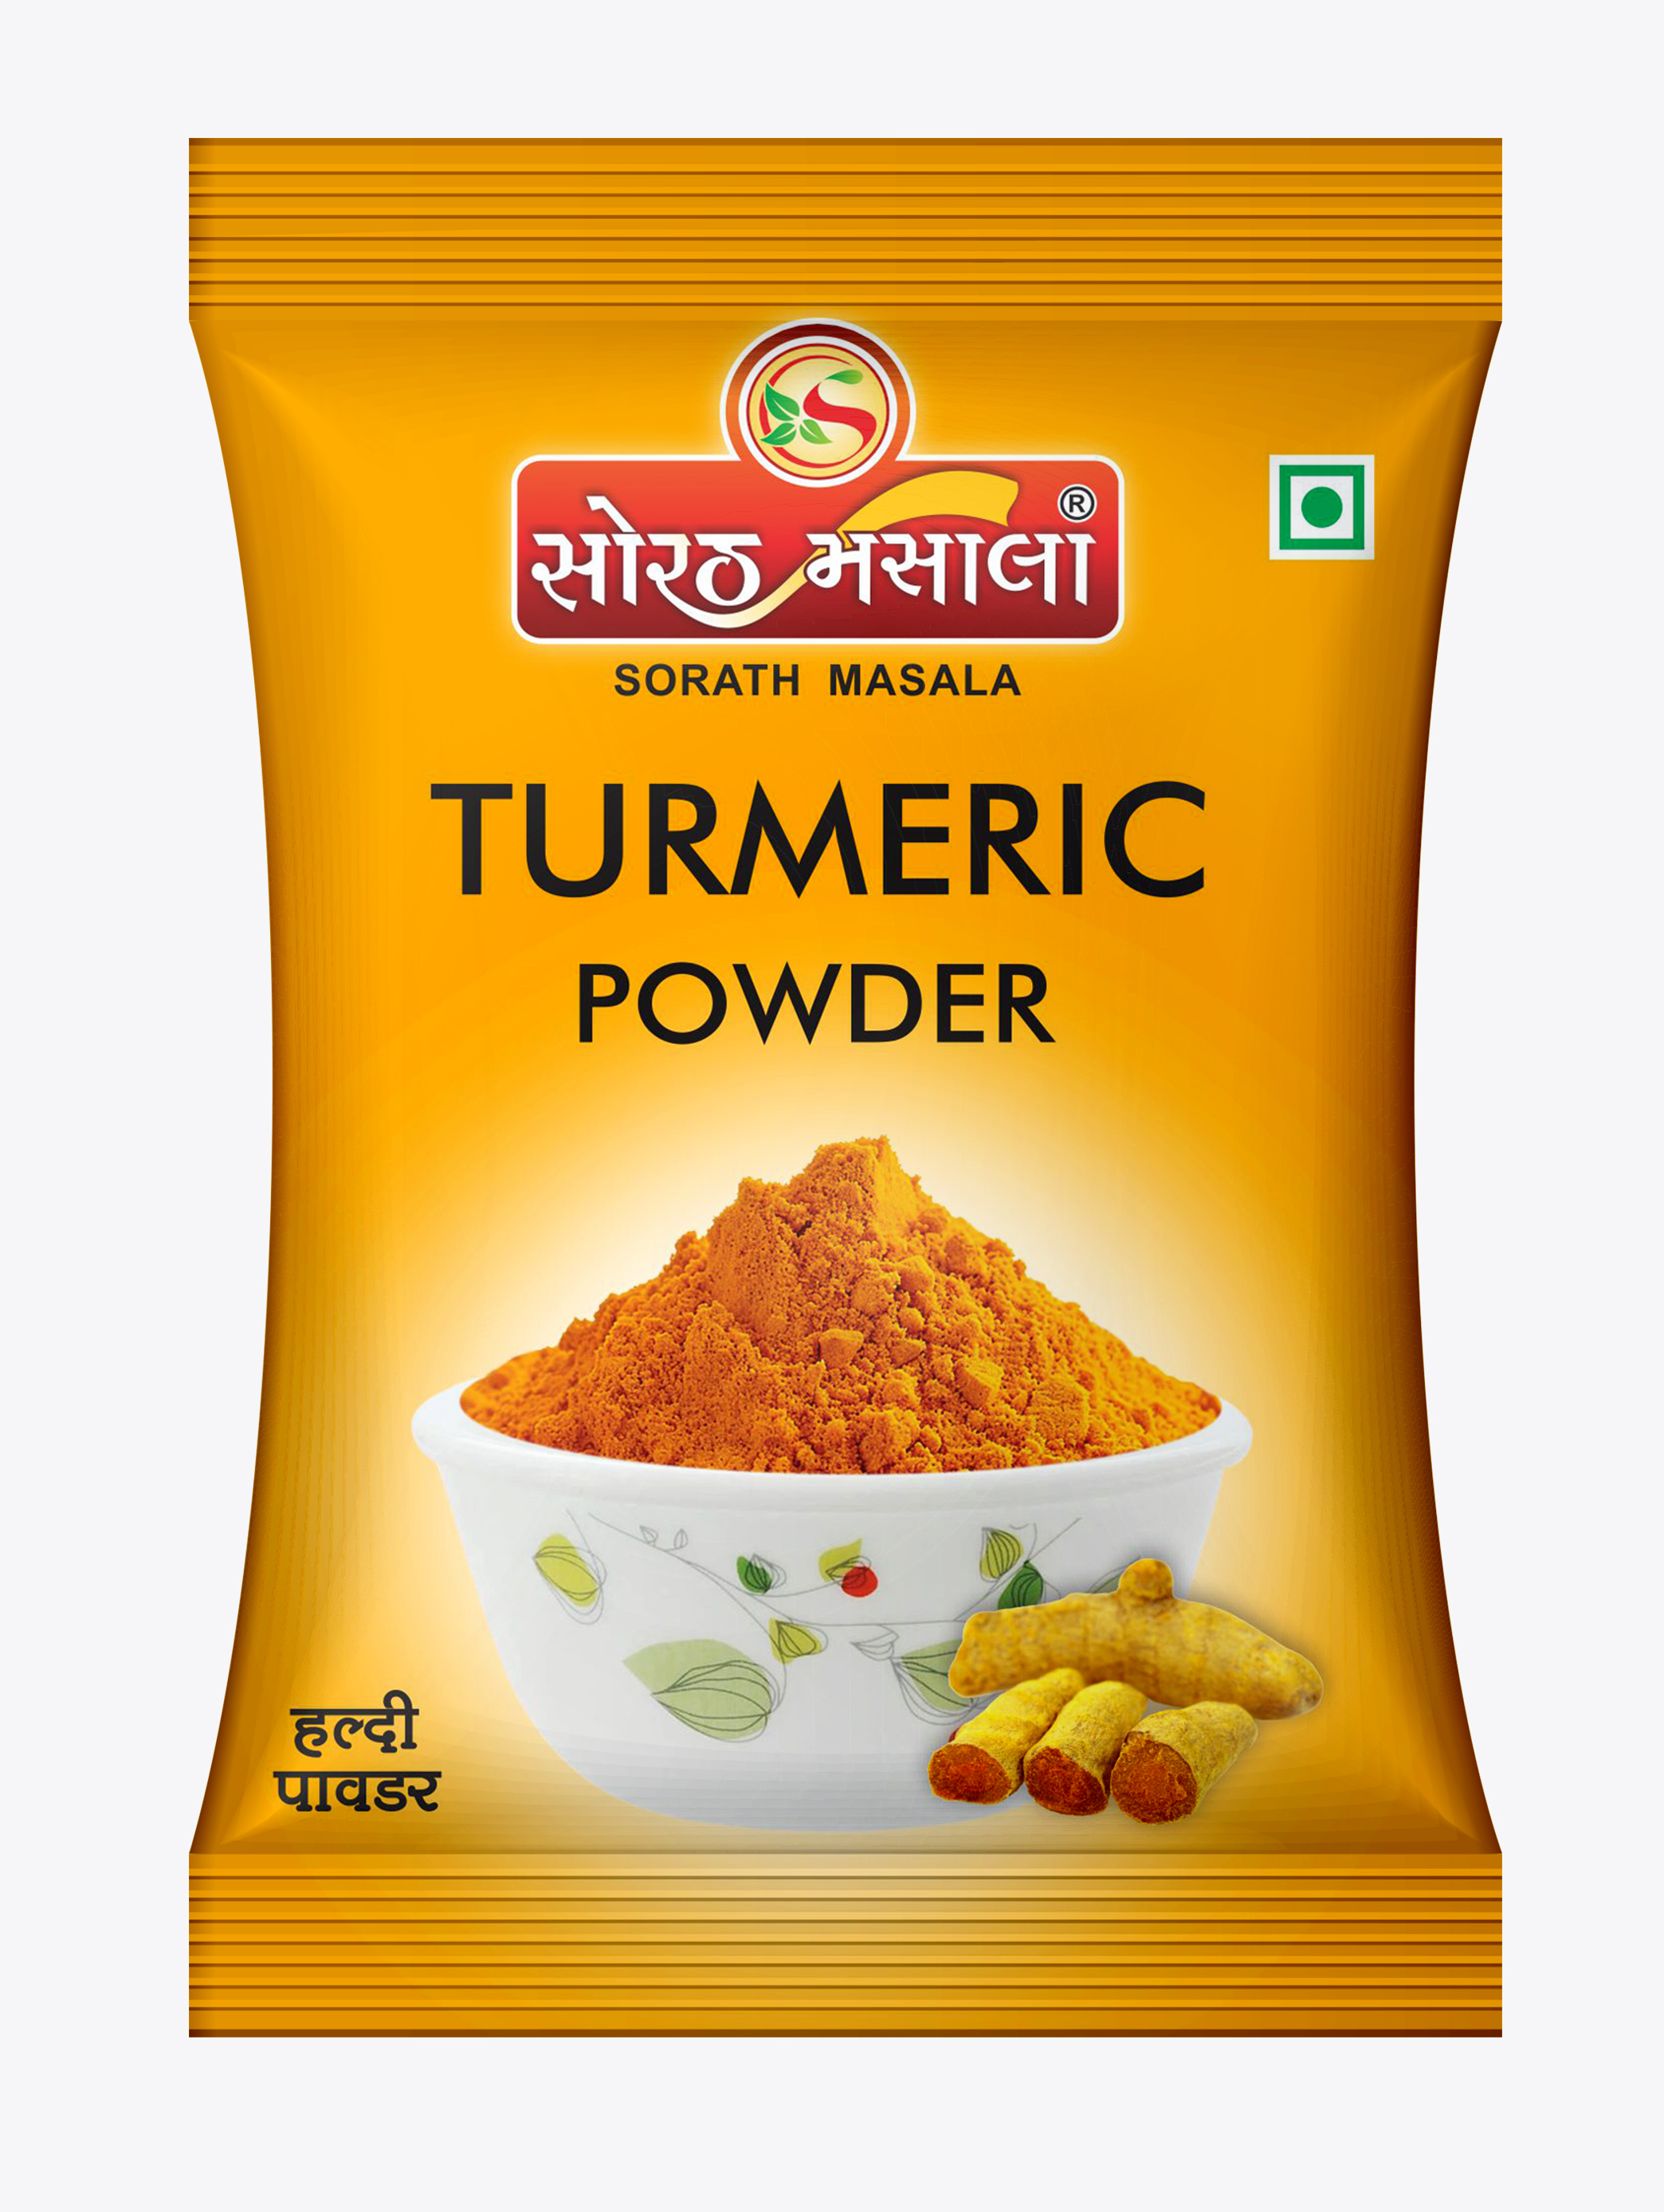 सोरठ मसाला ®
SORATH MASALA
TURMERIC
POWDER
हल्दी
पावडर